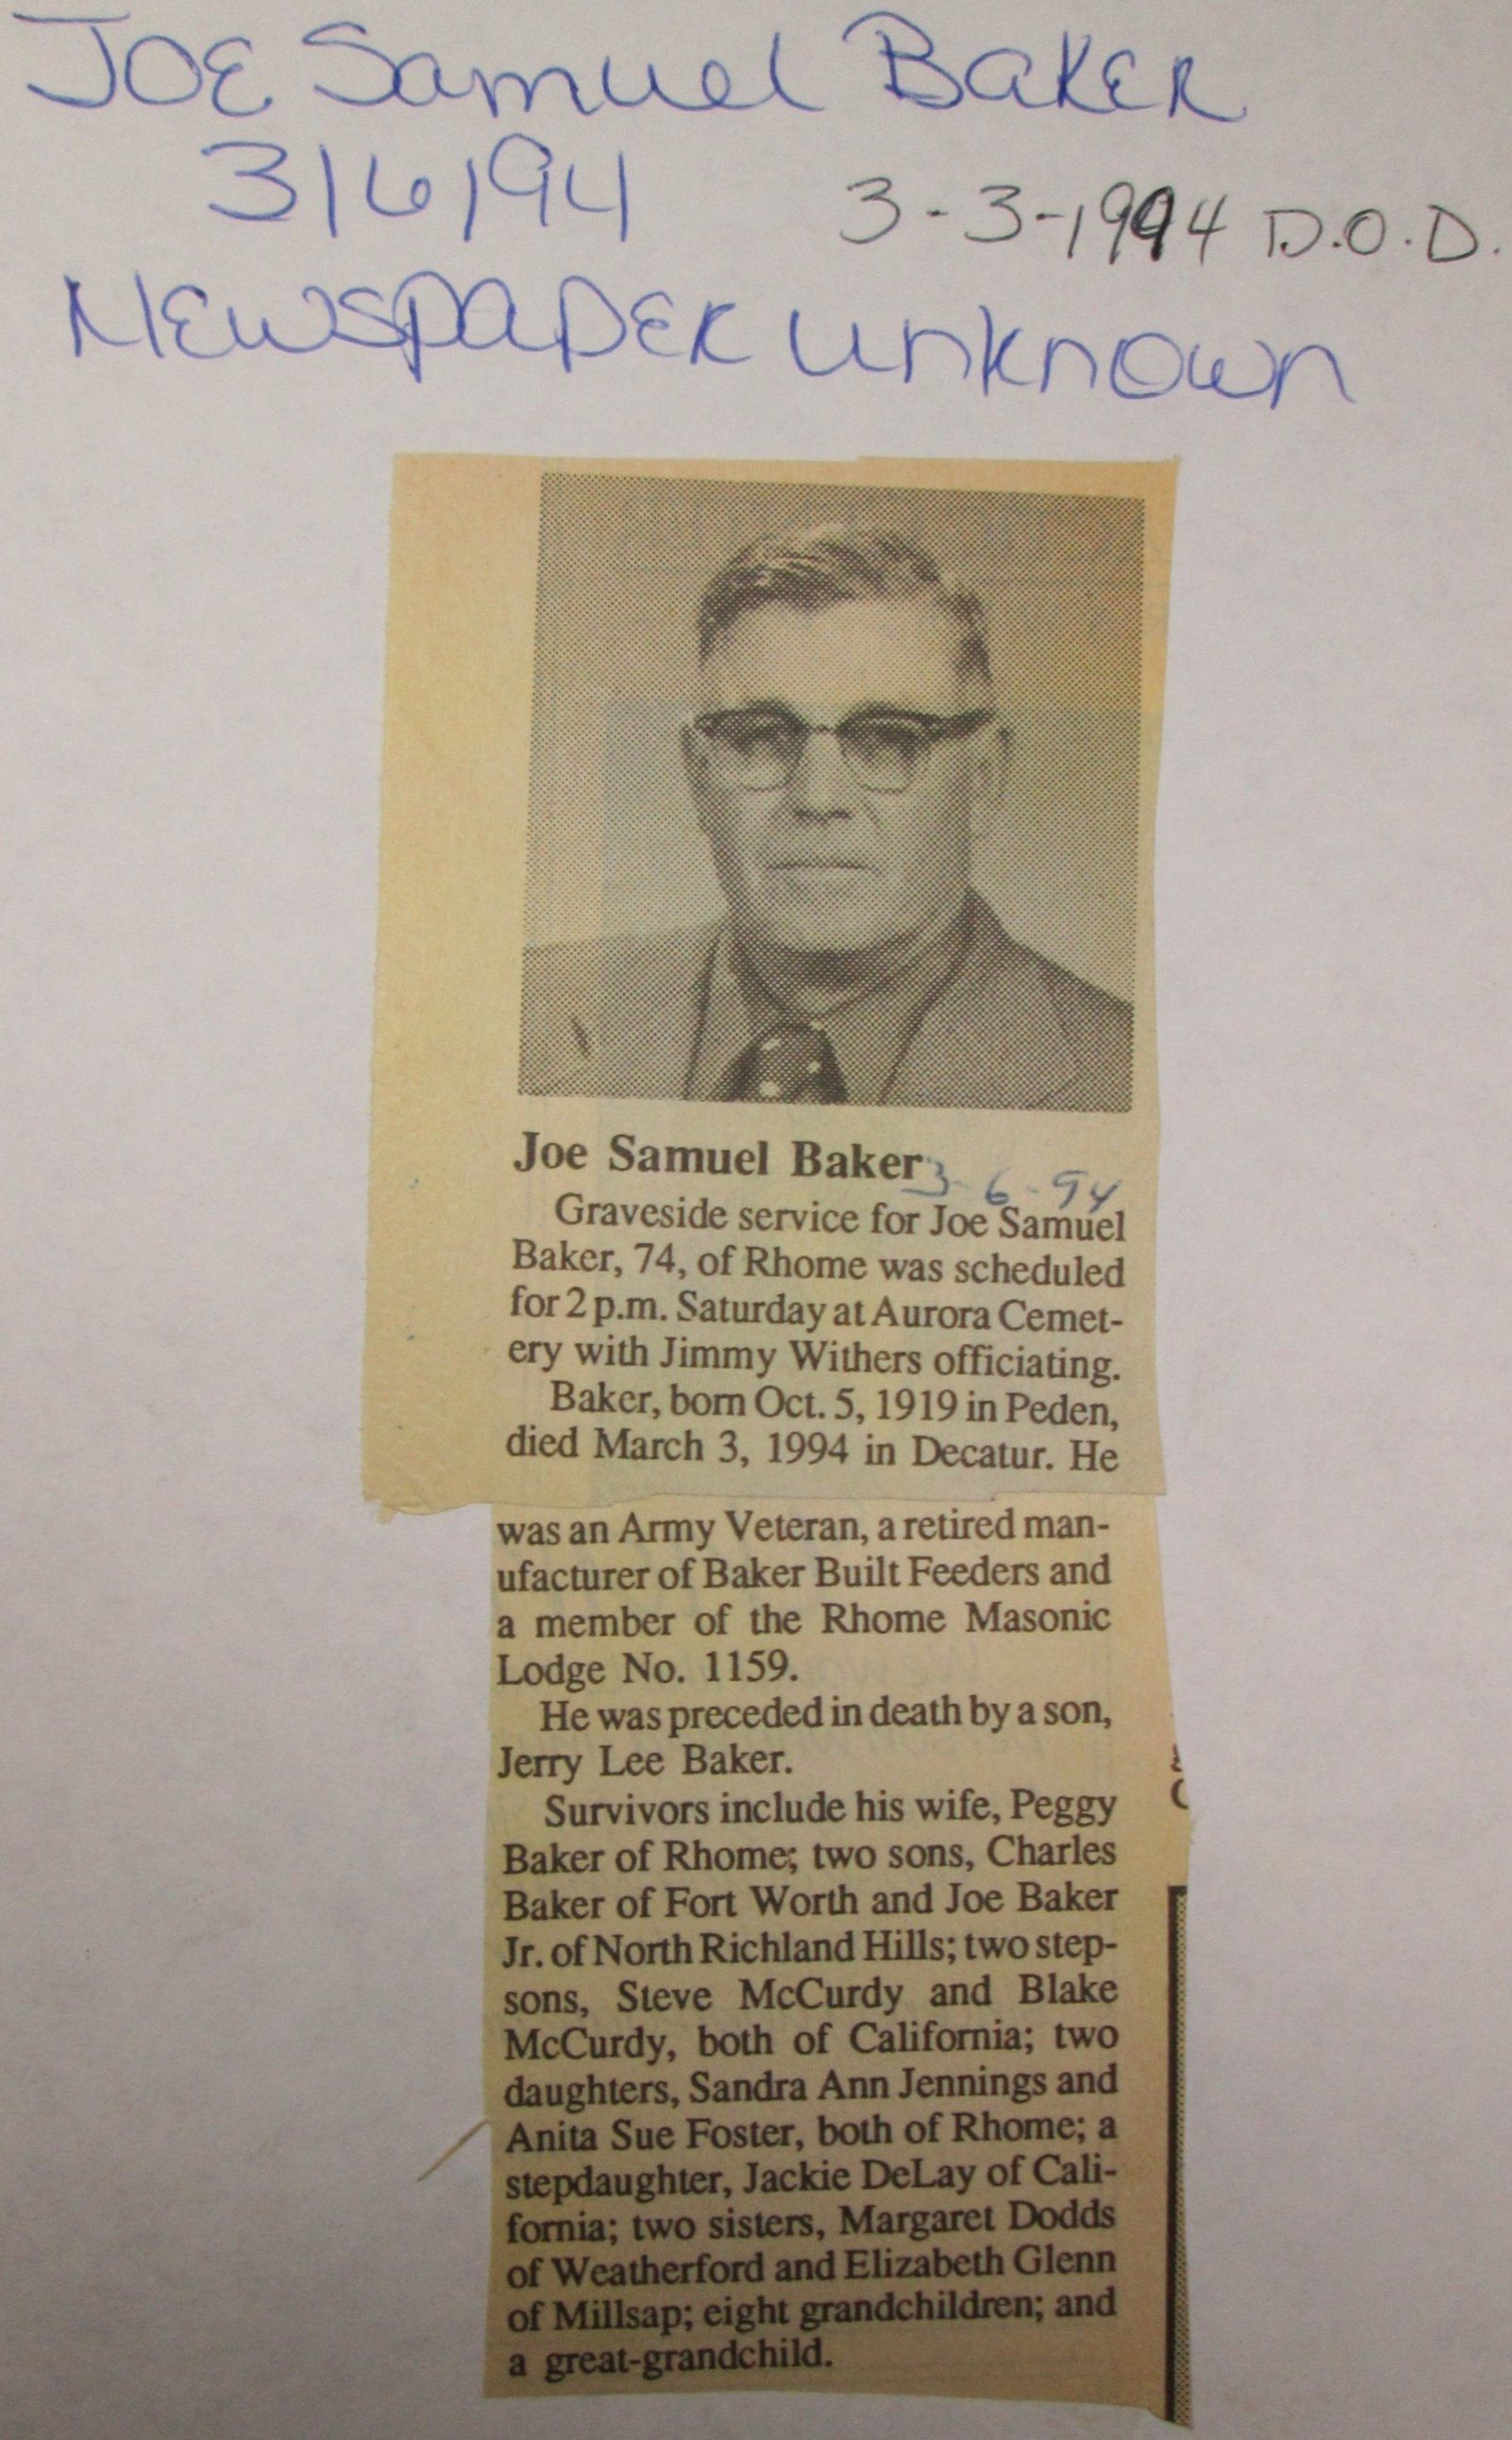 JOE Samuel BAKER
3/6/94 3-3-1994 D.O.D.
NEWSPAPER UNKNOWN
Joe Samuel Baker 3-6-94
Graveside service for Joe Samuel
Baker, 74, of Rhome was scheduled
for 2 p.m. Saturday at Aurora Cemet-
ery with Jimmy Withers officiating.
Baker, born Oct. 5, 1919 in Peden,
died March 3, 1994 in Decatur. He
was an Army Veteran, a retired man-
ufacturer of Baker Built Feeders and
a member of the Rhome Masonic
Lodge No. 1159.
He was preceded in death by a son,
Jerry Lee Baker.
Survivors include his wife, Peggy
Baker of Rhome; two sons, Charles
Baker of Fort Worth and Joe Baker
Jr. of North Richland Hills; two step-
sons, Steve McCurdy and Blake
McCurdy, both of California; two
daughters, Sandra Ann Jennings and
Anita Sue Foster, both of Rhome; a
stepdaughter, Jackie DeLay of Cali-
fornia; two sisters, Margaret Dodds
of Weatherford and Elizabeth Glenn
of Millsap; eight grandchildren; and
a great-grandchild.